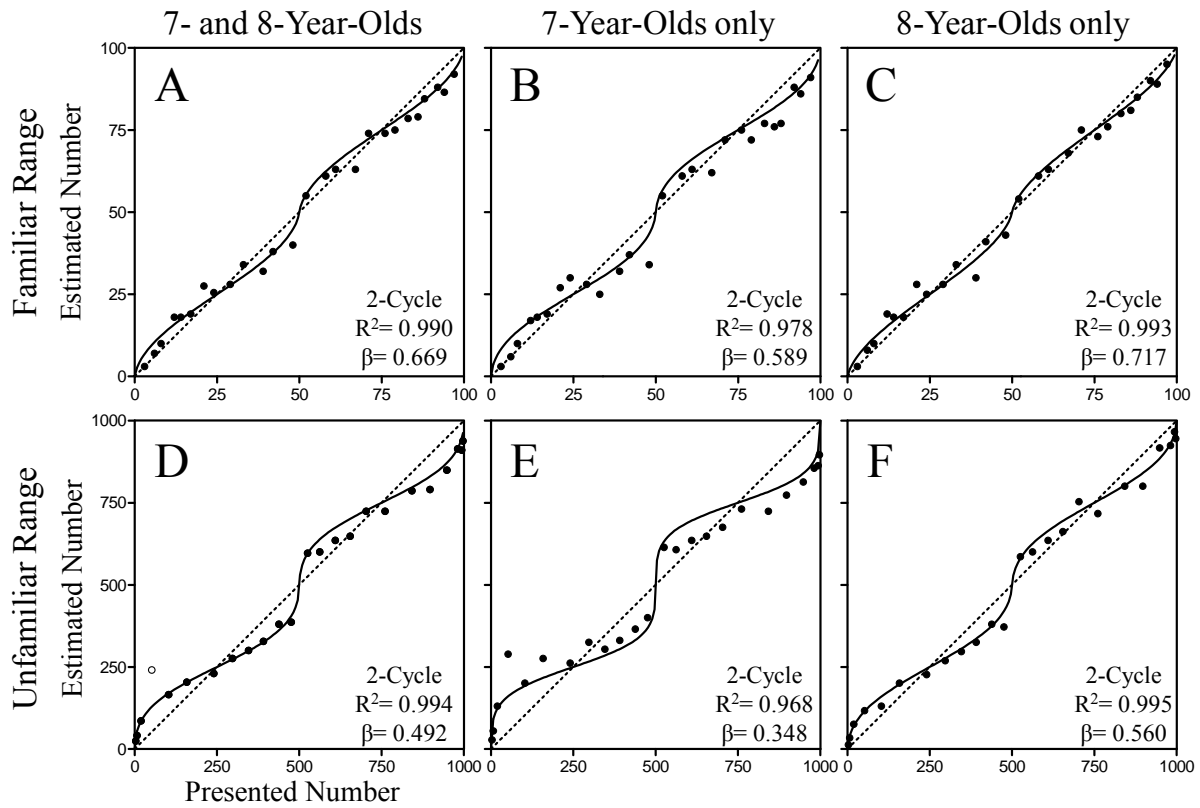 7- and 8-Year-Olds
7-Year-Olds only
8-Year-Olds only
Familiar Range
Estimated Number
100
75
50
25
0
A
2-Cycle
R²= 0.990
β= 0.669
0 25 50 75 100
B
2-Cycle
R²= 0.978
β= 0.589
0 25 50 75 100
C
2-Cycle
R²= 0.993
β= 0.717
0 25 50 75 100
Unfamiliar Range
Estimated Number
1000
750
500
250
0
D
2-Cycle
R²= 0.994
β= 0.492
0 250 500 750 1000
E
2-Cycle
R²= 0.968
β= 0.348
0 250 500 750 1000
F
2-Cycle
R²= 0.995
β= 0.560
0 250 500 750 1000
Presented Number